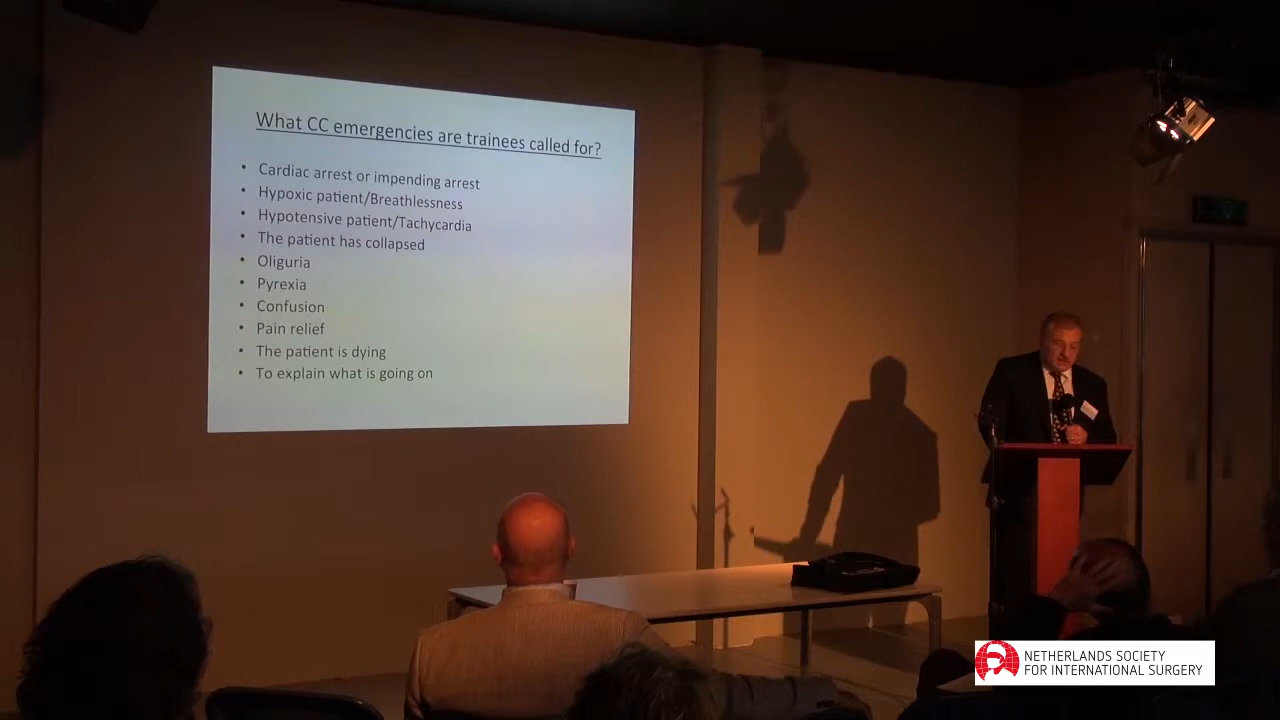 What CC emergencies are trainees called for?
• Cardiac arrest or impending arrest
• Hypoxic patient/Breathlessness
• Hypotensive patient/Tachycardia
• The patient has collapsed
• Oliguria
• Pyrexia
• Confusion
• Pain relief
• The patient is dying
• To explain what is going on
NETHERLANDS SOCIETY
FOR INTERNATIONAL SURGERY